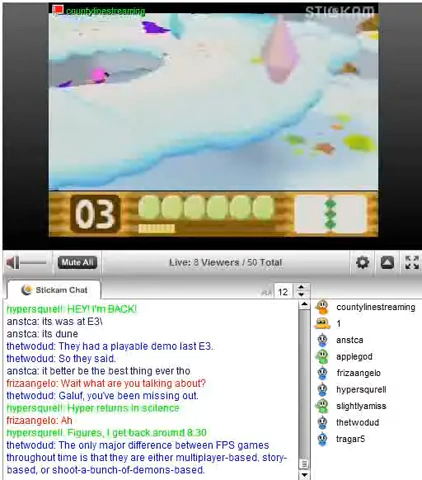 countylinestreaming
STICKAM
03
Mute All
Live: 8 Viewers / 50 Total
Stickam Chat
AA 12
hypersqurell: HEY! I'm BACK!
anstca: its was at E3\
anstca: its dune
thetwodud: They had a playable demo last E3.
thetwodud: So they said.
anstca: it better be the best thing ever tho
frizaangelo: Wait what are you talking about?
thetwodud: Galuf, you've been missing out.
hypersqurell: Hyper returns in scilence
frizaangelo: Ah
hypersqurell: Figures, I get back around 8:30
thetwodud: The only major difference between FPS games
throughout time is that they are either multiplayer-based, story-
based, or shoot-a-bunch-of-demons-based.
countylinestreaming
1
anstca
applegod
frizaangelo
hypersqurell
slightlyamiss
thetwodud
tragar5